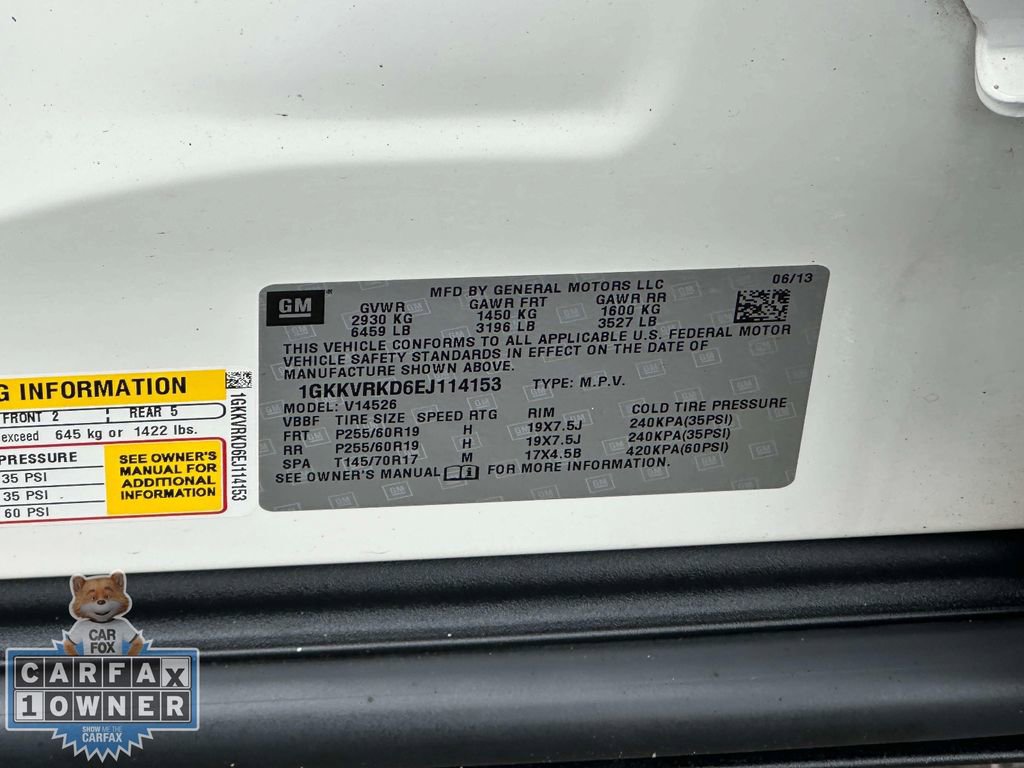 GM
MFD BY GENERAL MOTORS LLC 06/13
GVWR GAWR FRT GAWR RR
2930 KG 1450 KG 1600 KG
6459 LB 3196 LB 3527 LB
THIS VEHICLE CONFORMS TO ALL APPLICABLE U.S. FEDERAL MOTOR
VEHICLE SAFETY STANDARDS IN EFFECT ON THE DATE OF
MANUFACTURE SHOWN ABOVE.
1GKKVRKD6EJ114153 TYPE: M.P.V.
MODEL: V14526
VBBF TIRE SIZE SPEED RTG RIM COLD TIRE PRESSURE
FRT P255/60R19 H 19X7.5J 240KPA(35PSI)
RR P255/60R19 H 19X7.5J 240KPA(35PSI)
SPA T145/70R17 M 17X4.5B 420KPA(60PSI)
SEE OWNER'S MANUAL FOR MORE INFORMATION.
G INFORMATION
FRONT 2 REAR 5
exceed 645 kg or 1422 lbs.
PRESSURE
35 PSI
35 PSI
60 PSI
SEE OWNER'S
MANUAL FOR
ADDITIONAL
INFORMATION
1GKKVRKD6EJ114153
CAR
FOX
CARFAX
1 OWNER
SHOW ME THE
CARFAX